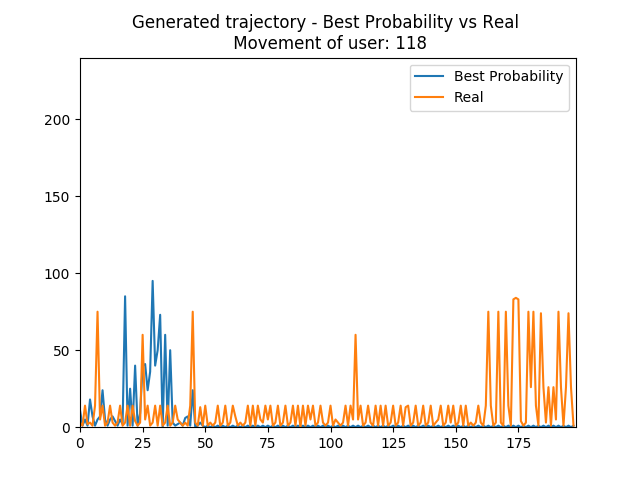 Generated trajectory - Best Probability vs Real
Movement of user: 118
Best Probability
Real
200
150
100
50
0
0 25 50 75 100 125 150 175